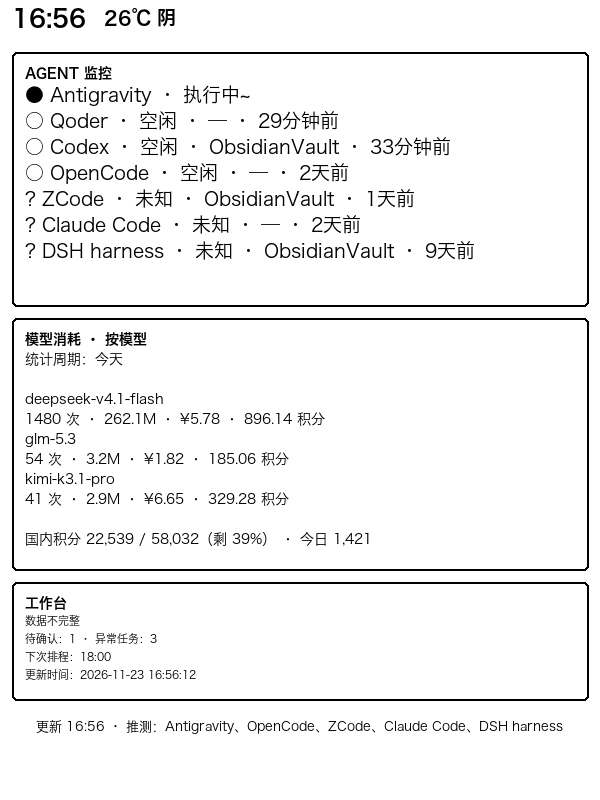 16:56 26℃ 阴
AGENT 监控
● Antigravity · 执行中~
○ Qoder · 空闲 · — · 29分钟前
○ Codex · 空闲 · ObsidianVault · 33分钟前
○ OpenCode · 空闲 · — · 2天前
? ZCode · 未知 · ObsidianVault · 1天前
? Claude Code · 未知 · — · 2天前
? DSH harness · 未知 · ObsidianVault · 9天前
模型消耗 · 按模型
统计周期：今天
deepseek-v4.1-flash
1480 次 · 262.1M · ¥5.78 · 896.14 积分
glm-5.3
54 次 · 3.2M · ¥1.82 · 185.06 积分
kimi-k3.1-pro
41 次 · 2.9M · ¥6.65 · 329.28 积分
国内积分 22,539 / 58,032（剩 39%） · 今日 1,421
工作台
数据不完整
待确认：1 · 异常任务：3
下次排程：18:00
更新时间：2026-11-23 16:56:12
更新 16:56 · 推测：Antigravity、OpenCode、ZCode、Claude Code、DSH harness